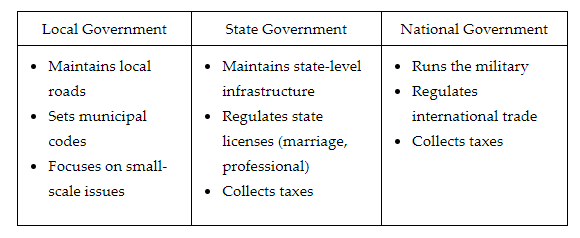 Local Government
State Government
National Government
• Maintains local
roads
• Sets municipal
codes
• Focuses on small-
scale issues
• Maintains state-level
infrastructure
• Regulates state
licenses (marriage,
professional)
• Collects taxes
• Runs the military
• Regulates
international trade
• Collects taxes